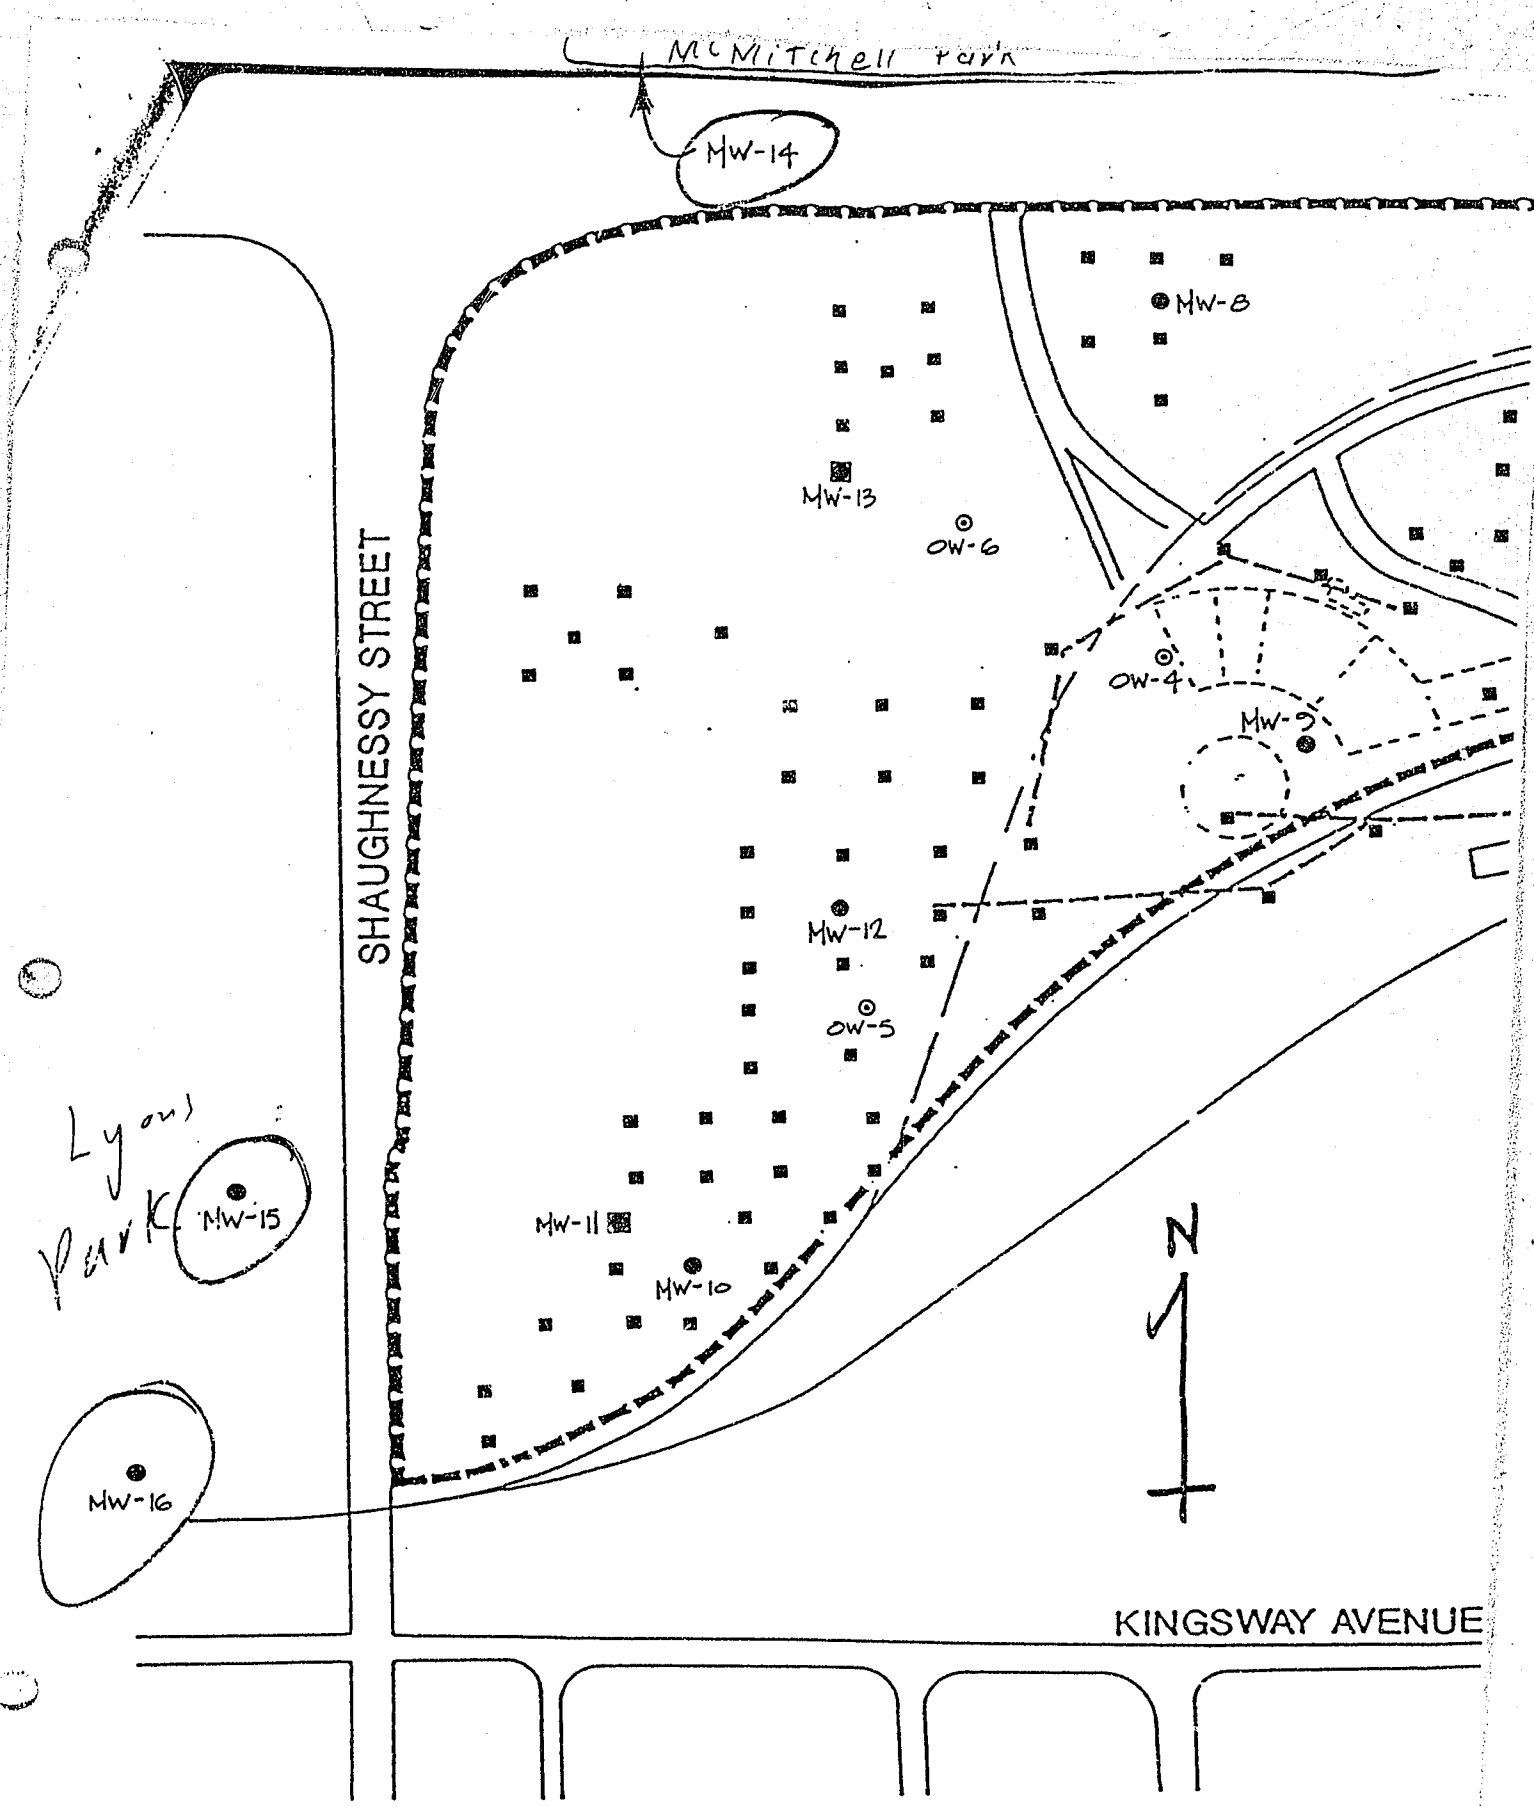 McMitchell Park
MW-14
MW-8
MW-13
OW-6
SHAUGHNESSY STREET
OW-4
MW-9
MW-12
OW-5
Lyons
Park
MW-15
MW-11
MW-10
N
MW-16
KINGSWAY AVENUE